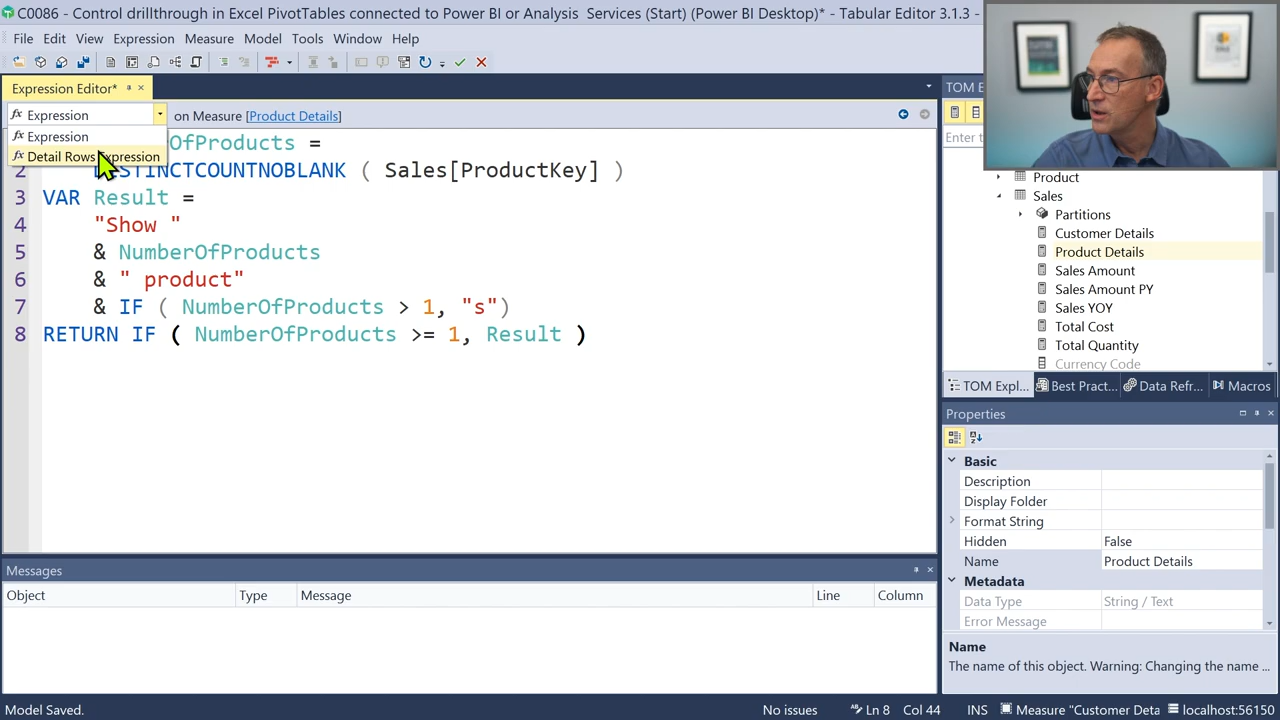 C0086 - Control drillthrough in Excel PivotTables connected to Power BI or Analysis Services (Start) (Power BI Desktop)* - Tabular Editor 3.1.3
File Edit View Expression Measure Model Tools Window Help
Expression Editor*
Expression on Measure [Product Details]
Expression
Detail Rows Expression
OfProducts =
2 DISTINCTCOUNTNOBLANK ( Sales[ProductKey] )
3 VAR Result =
4 "Show "
5 & NumberOfProducts
6 & " product"
7 & IF ( NumberOfProducts > 1, "s")
8 RETURN IF ( NumberOfProducts >= 1, Result )
Messages
Object Type Message Line Column
TOM E
Enter t
Product
Sales
Partitions
Customer Details
Product Details
Sales Amount
Sales Amount PY
Sales YOY
Total Cost
Total Quantity
Currency Code
TOM Expl... Best Pract... Data Refr... Macros
Properties
Basic
Description
Display Folder
Format String
Hidden False
Name Product Details
Metadata
Data Type String / Text
Error Message
Name
The name of this object. Warning: Changing the name ...
Model Saved. No issues Ln 8 Col 44 INS Measure "Customer Deta localhost:56150